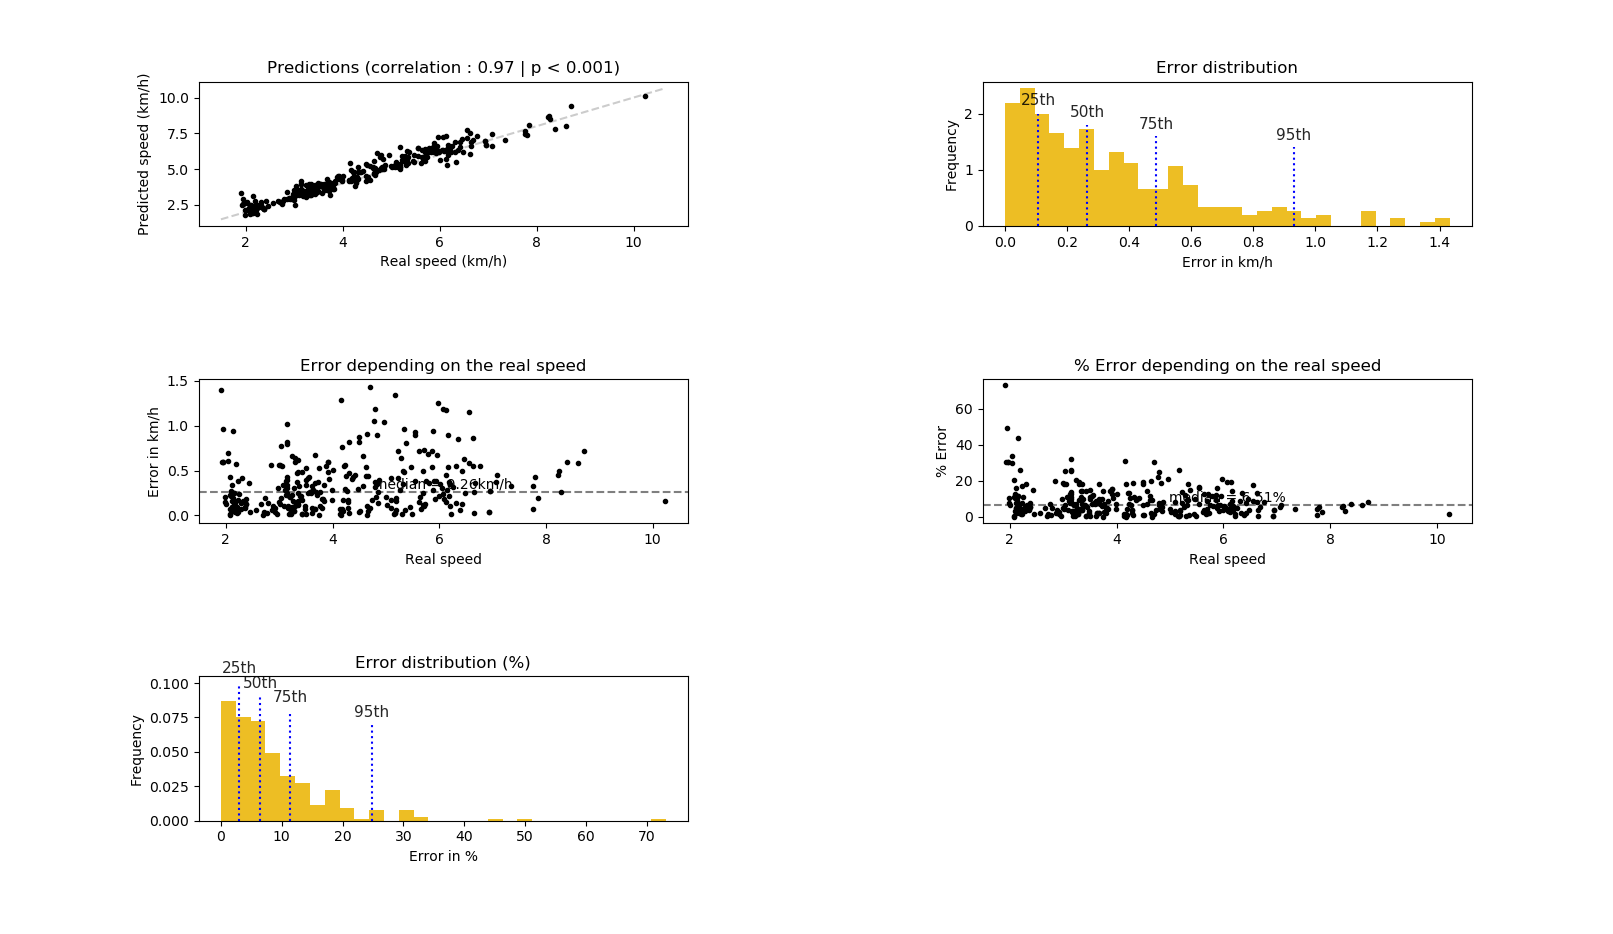 Predictions (correlation : 0.97 | p < 0.001)
Predicted speed (km/h)
10.0
7.5
5.0
2.5
2 4 6 8 10
Real speed (km/h)
Error distribution
Frequency
2
1
0
25th
50th
75th
95th
0.0 0.2 0.4 0.6 0.8 1.0 1.2 1.4
Error in km/h
Error depending on the real speed
Error in km/h
1.5
1.0
0.5
0.0
median = 0.26km/h
2 4 6 8 10
Real speed
% Error depending on the real speed
% Error
60
40
20
0
median = 51%
2 4 6 8 10
Real speed
Error distribution (%)
Frequency
0.100
0.075
0.050
0.025
0.000
25th
50th
75th
95th
0 10 20 30 40 50 60 70
Error in %